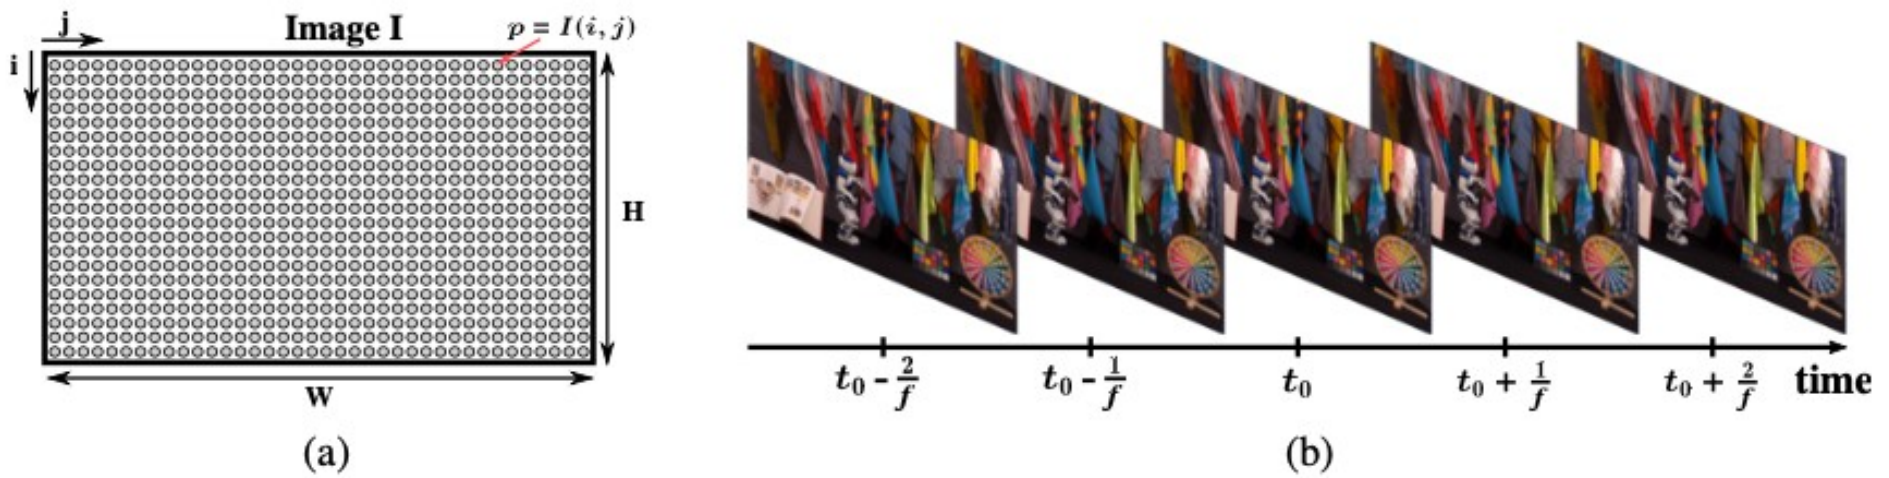 j
Image I
p = I(i, j)
i
H
W
(a)
t₀ - 2/f
t₀ - 1/f
t₀
t₀ + 1/f
t₀ + 2/f
time
(b)